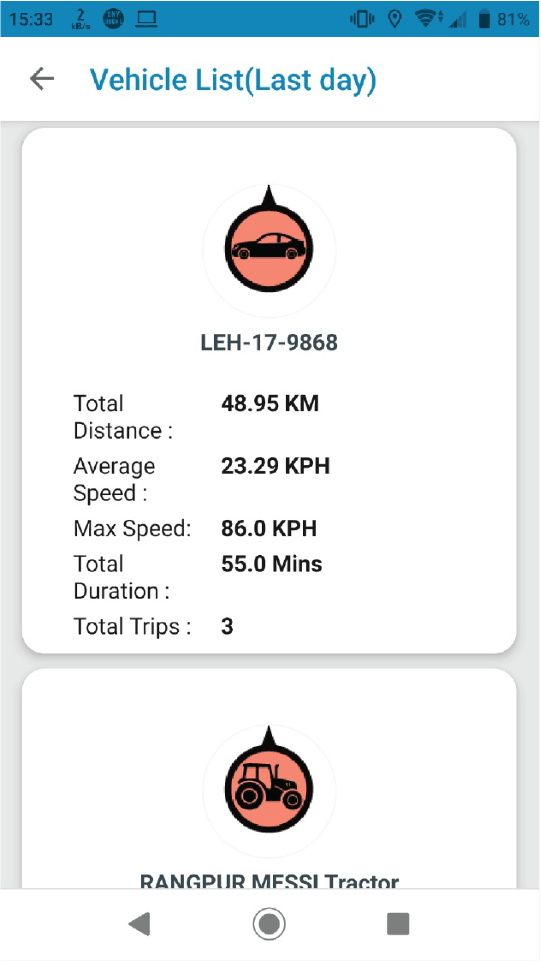 15:33 2 kB/s 81%
Vehicle List(Last day)
LEH-17-9868
Total Distance : 48.95 KM
Average Speed : 23.29 KPH
Max Speed: 86.0 KPH
Total Duration : 55.0 Mins
Total Trips : 3
RANGPUR MESSI Tractor